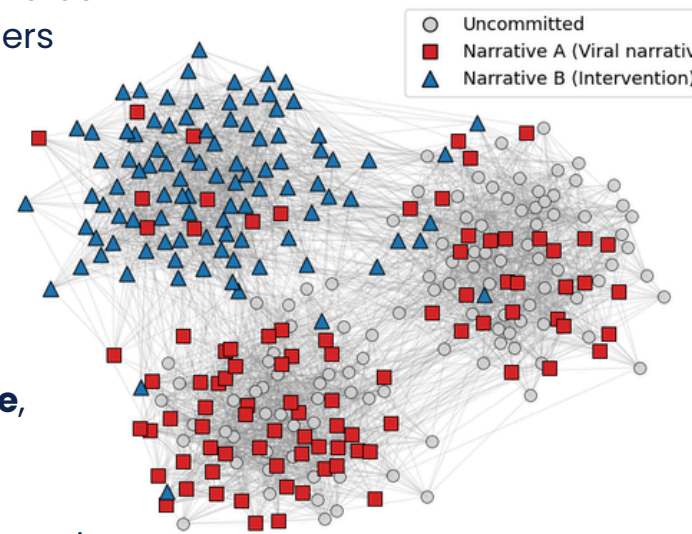 ers
Uncommitted
Narrative A (Viral narrativ
Narrative B (Intervention)
e,